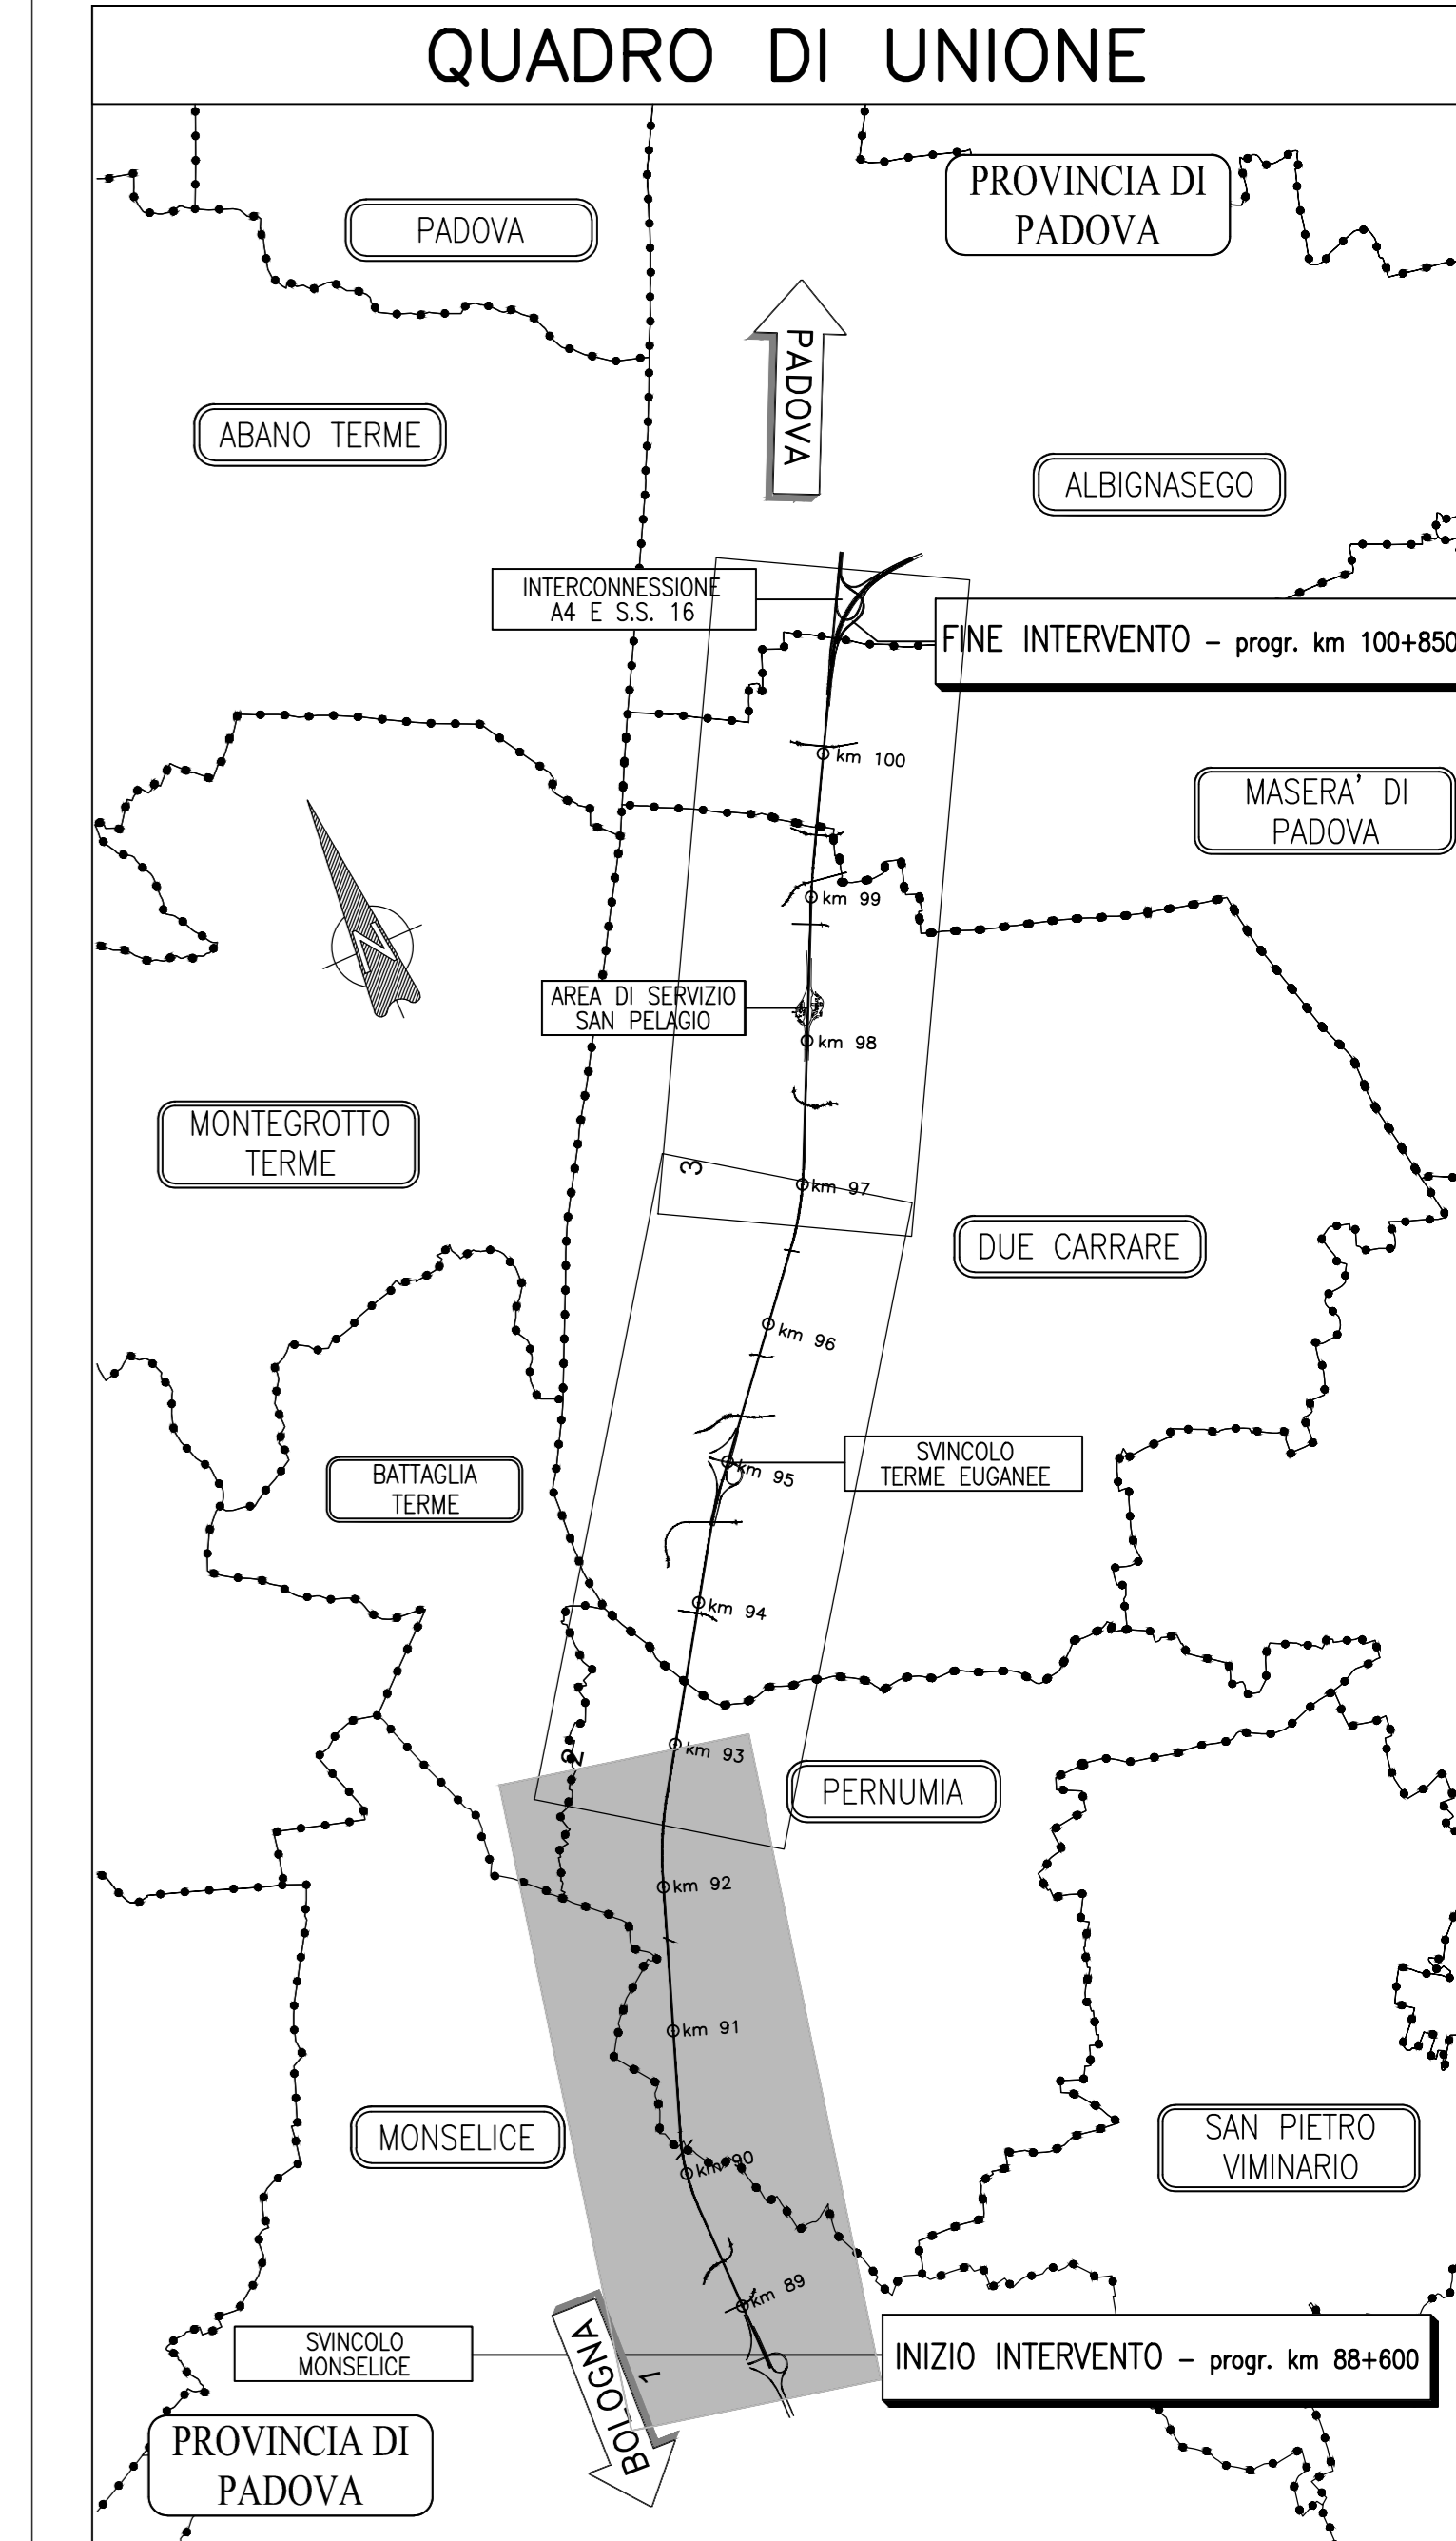 QUADRO DI UNIONE
PROVINCIA DI
PADOVA
PADOVA
PADOVA
ABANO TERME
ALBIGNASEGO
INTERCONNESSIONE
A4 E S.S. 16
FINE INTERVENTO - progr. km 100+850
km 100
MASERA' DI
PADOVA
km 99
N
AREA DI SERVIZIO
SAN PELAGIO
km 98
MONTEGROTTO
TERME
3
km 97
DUE CARRARE
km 96
SVINCOLO
TERME EUGANEE
km 95
BATTAGLIA
TERME
km 94
2
km 93
PERNUMIA
km 92
km 91
MONSELICE
SAN PIETRO
VIMINARIO
km 90
km 89
SVINCOLO
MONSELICE
INIZIO INTERVENTO - progr. km 88+600
1
BOLOGNA
PROVINCIA DI
PADOVA